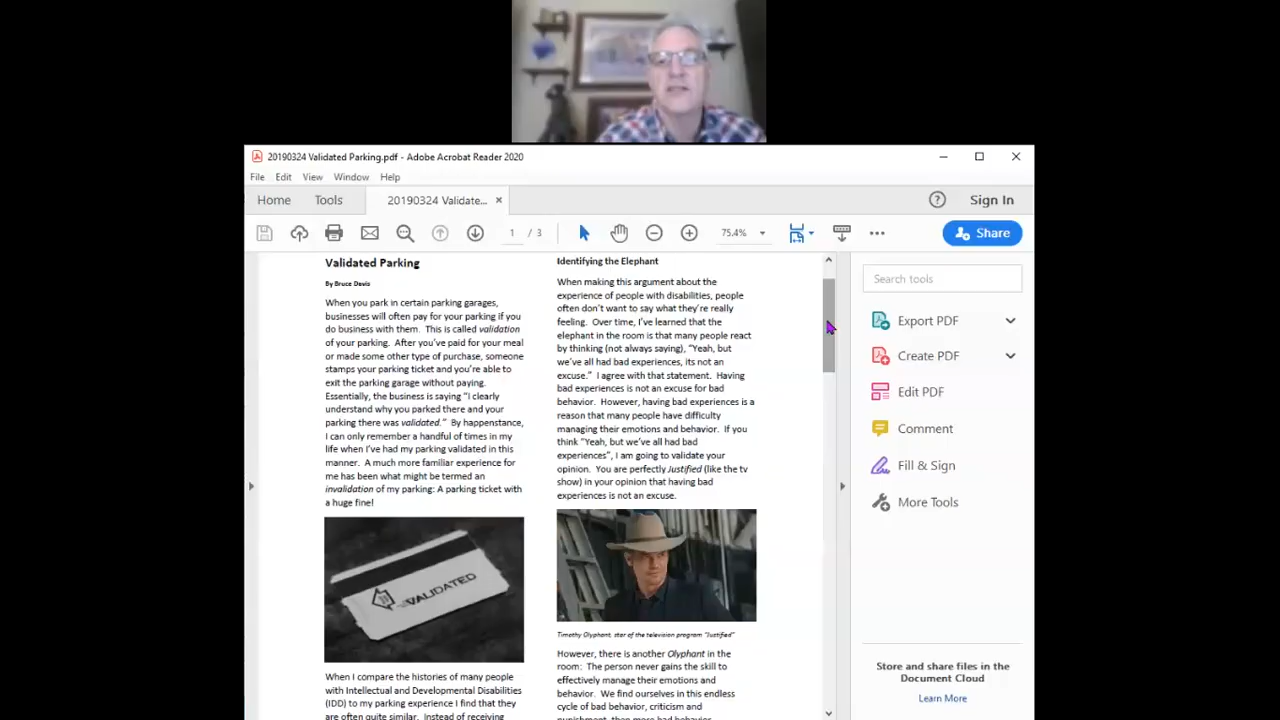 20190324 Validated Parking.pdf - Adobe Acrobat Reader 2020
File Edit View Window Help
Home Tools 20190324 Validate... × Sign In
1 / 3 75.4% Share
Validated Parking
By Bruce Davis
When you park in certain parking garages,
businesses will often pay for your parking if you
do business with them. This is called validation
of your parking. After you've paid for your meal
or made some other type of purchase, someone
stamps your parking ticket and you're able to
exit the parking garage without paying.
Essentially, the business is saying "I clearly
understand why you parked there and your
parking there was validated." By happenstance,
I can only remember a handful of times in my
life when I've had my parking validated in this
manner. A much more familiar experience for
me has been what might be termed an
invalidation of my parking: A parking ticket with
a huge fine!
VALIDATED
When I compare the histories of many people
with Intellectual and Developmental Disabilities
(IDD) to my parking experience I find that they
are often quite similar. Instead of receiving
Identifying the Elephant
When making this argument about the
experience of people with disabilities, people
often don't want to say what they're really
feeling. Over time, I've learned that the
elephant in the room is that many people react
by thinking (not always saying), "Yeah, but
we've all had bad experiences, its not an
excuse." I agree with that statement. Having
bad experiences is not an excuse for bad
behavior. However, having bad experiences is a
reason that many people have difficulty
managing their emotions and behavior. If you
think "Yeah, but we've all had bad
experiences", I am going to validate your
opinion. You are perfectly Justified (like the tv
show) in your opinion that having bad
experiences is not an excuse.
Timothy Olyphant, star of the television program "Justified"
However, there is another Olyphant in the
room: The person never gains the skill to
effectively manage their emotions and
behavior. We find ourselves in this endless
cycle of bad behavior, criticism and
punishment, then more bad behavior
Search tools
Export PDF
Create PDF
Edit PDF
Comment
Fill & Sign
More Tools
Store and share files in the
Document Cloud
Learn More